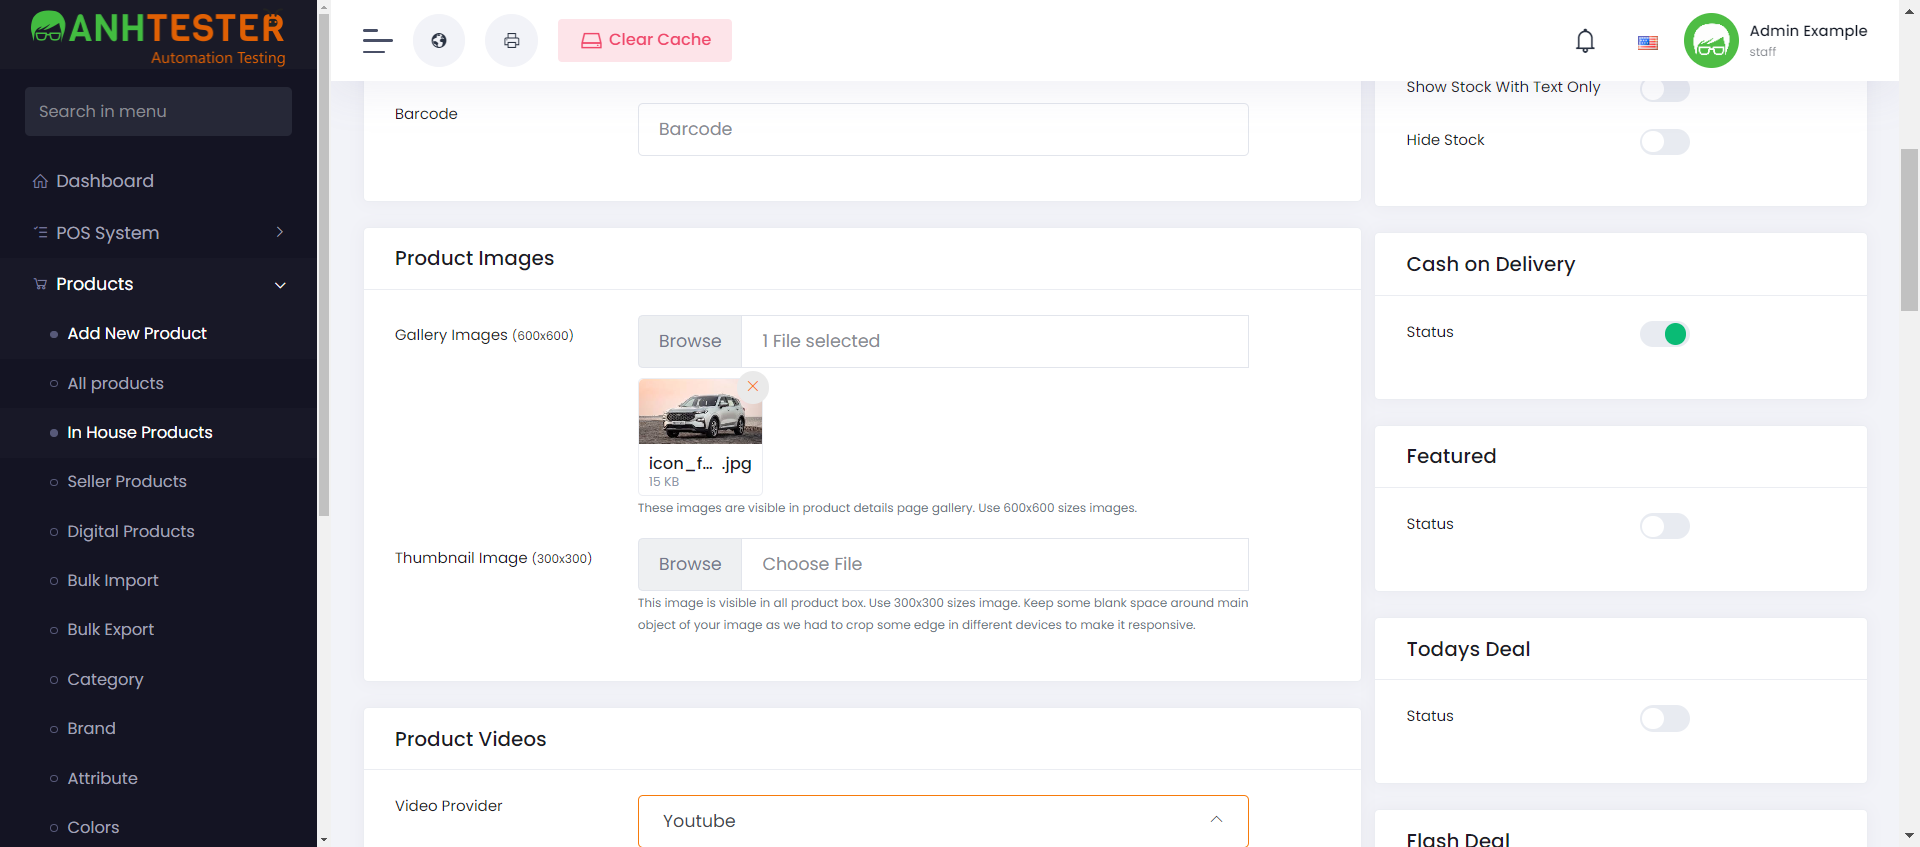 ANHTESTER
Automation Testing
Search in menu
Dashboard
POS System
Products
Add New Product
All products
In House Products
Seller Products
Digital Products
Bulk Import
Bulk Export
Category
Brand
Attribute
Colors
Clear Cache
Admin Example
staff
Barcode
Barcode
Product Images
Gallery Images (600x600)
Browse
1 File selected
icon_f... .jpg
15 KB
These images are visible in product details page gallery. Use 600x600 sizes images.
Thumbnail Image (300x300)
Browse
Choose File
This image is visible in all product box. Use 300x300 sizes image. Keep some blank space around main
object of your image as we had to crop some edge in different devices to make it responsive.
Product Videos
Video Provider
Youtube
Show Stock With Text Only
Hide Stock
Cash on Delivery
Status
Featured
Status
Todays Deal
Status
Flash Deal